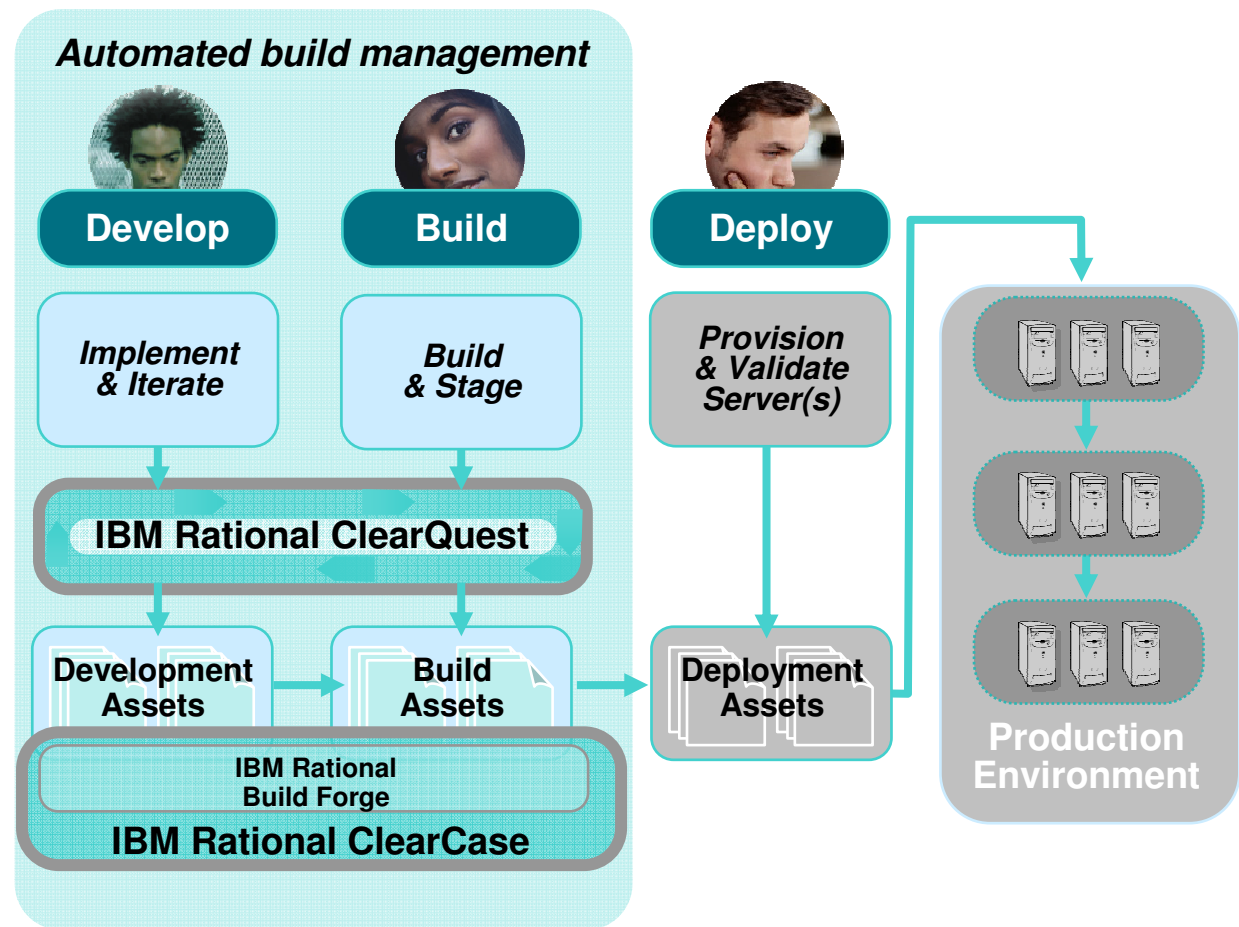 Automated build management
Develop
Build
Deploy
Implement
& Iterate
Build
& Stage
Provision
& Validate
Server(s)
IBM Rational ClearQuest
Development
Assets
Build
Assets
Deployment
Assets
IBM Rational
Build Forge
IBM Rational ClearCase
Production
Environment